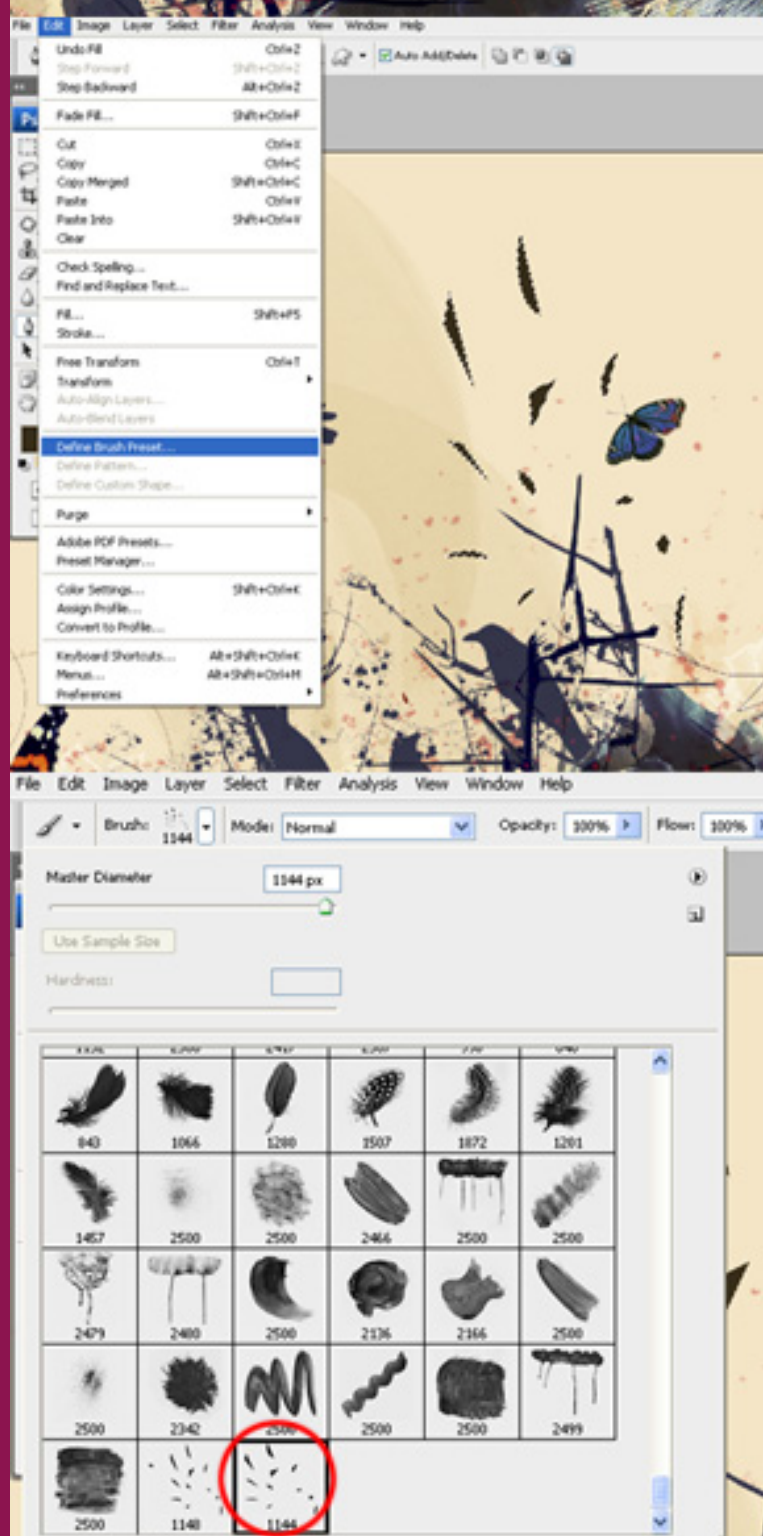 File Edit Image Layer Select Filter Analysis View Window Help
Auto Add/Delete
Undo Fill Ctrl+Z
Step Forward Shift+Ctrl+Z
Step Backward Alt+Ctrl+Z
Fade Fill... Shift+Ctrl+F
Cut Ctrl+X
Copy Ctrl+C
Copy Merged Shift+Ctrl+C
Paste Ctrl+V
Paste Into Shift+Ctrl+V
Clear
Check Spelling...
Find and Replace Text...
Fill... Shift+F5
Stroke...
Free Transform Ctrl+T
Transform
Auto-Align Layers...
Auto-Blend Layers
Define Brush Preset...
Define Pattern...
Define Custom Shape...
Purge
Adobe PDF Presets...
Preset Manager...
Color Settings... Shift+Ctrl+K
Assign Profile...
Convert to Profile...
Keyboard Shortcuts... Alt+Shift+Ctrl+K
Menus... Alt+Shift+Ctrl+M
Preferences
Ps
File Edit Image Layer Select Filter Analysis View Window Help
Brush: 1144 Mode: Normal Opacity: 100% Flow: 100%
Master Diameter 1144 px
Use Sample Size
Hardness:
843 1066 1280 1507 1872 1201
1457 2500 2500 2466 2500 2500
2479 2480 2500 2136 2166 2500
2500 2342 2500 2500 2500 2499
2500 1148 1144